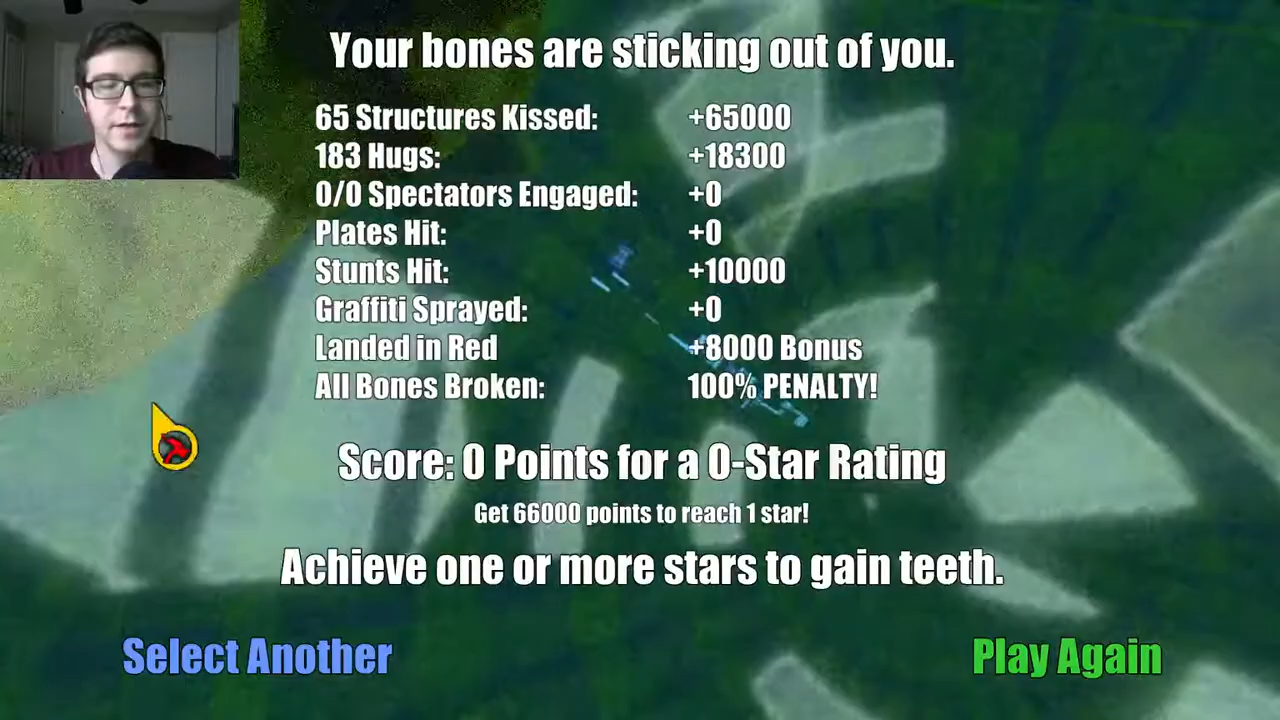 Your bones are sticking out of you.
65 Structures Kissed: +65000
183 Hugs: +18300
0/0 Spectators Engaged: +0
Plates Hit: +0
Stunts Hit: +10000
Graffiti Sprayed: +0
Landed in Red +8000 Bonus
All Bones Broken: 100% PENALTY!
Score: 0 Points for a 0-Star Rating
Get 66000 points to reach 1 star!
Achieve one or more stars to gain teeth.
Select Another Play Again